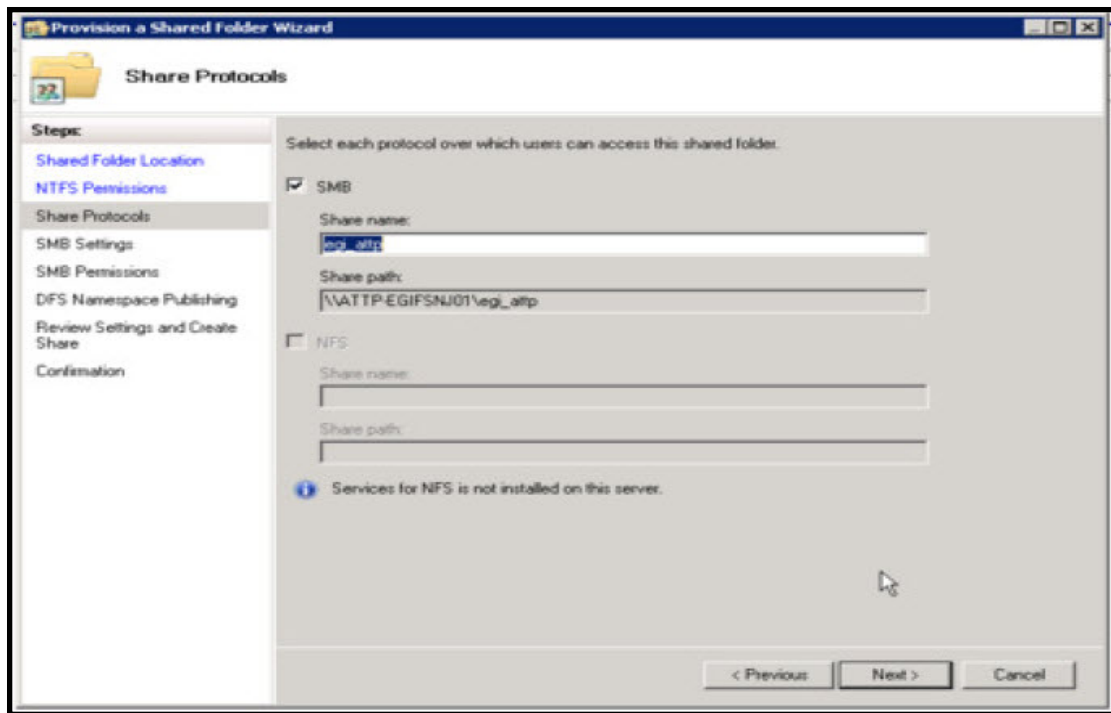 Provision a Shared Folder Wizard
Share Protocols
Steps:
Shared Folder Location
NTFS Permissions
Share Protocols
SMB Settings
SMB Permissions
DFS Namespace Publishing
Review Settings and Create
Share
Confirmation
Select each protocol over which users can access this shared folder.
SMB
Share name:
egi_attp
Share path:
\\ATTP-EGIFSNJ01\egi_attp
NFS
Share name:
Share path:
Services for NFS is not installed on this server.
< Previous
Next >
Cancel